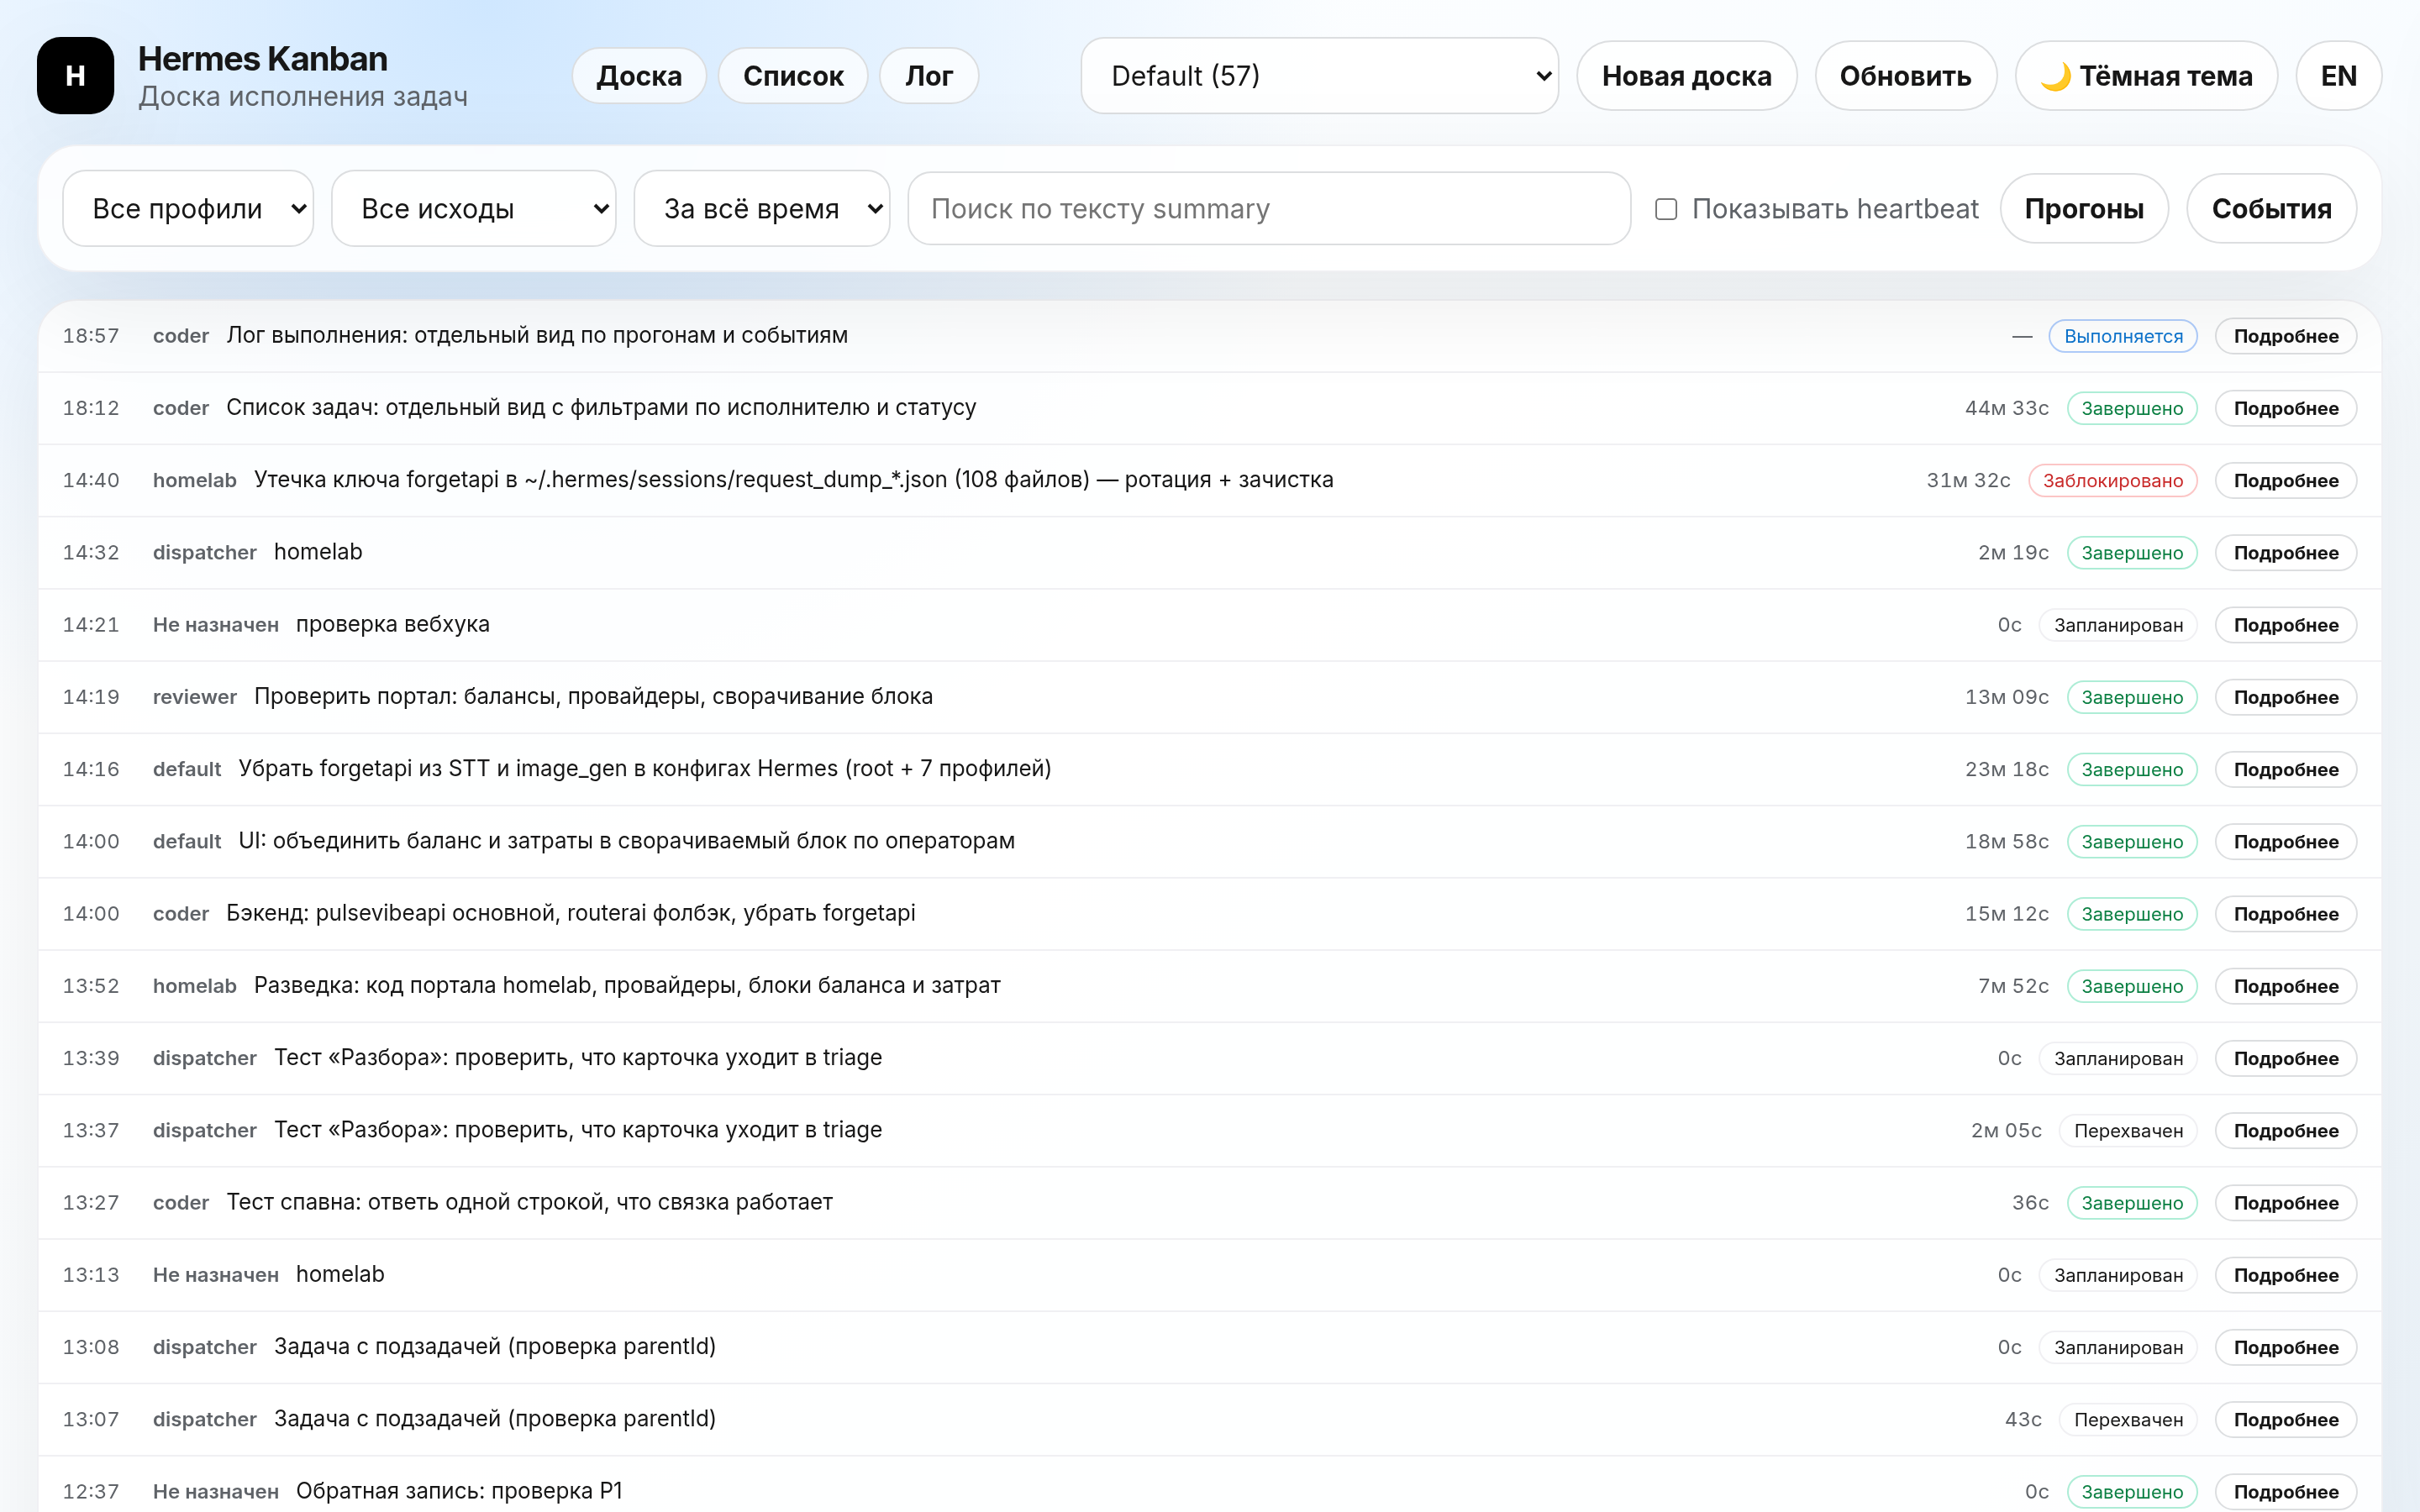 H
Hermes Kanban
Доска исполнения задач
Доска Список Лог
Default (57)
Новая доска Обновить 🌙 Тёмная тема EN
Все профили Все исходы За всё время Поиск по тексту summary Показывать heartbeat Прогоны События
18:57 coder Лог выполнения: отдельный вид по прогонам и событиям — Выполняется Подробнее
18:12 coder Список задач: отдельный вид с фильтрами по исполнителю и статусу 44м 33с Завершено Подробнее
14:40 homelab Утечка ключа forgetapi в ~/.hermes/sessions/request_dump_*.json (108 файлов) — ротация + зачистка 31м 32с Заблокировано Подробнее
14:32 dispatcher homelab 2м 19с Завершено Подробнее
14:21 Не назначен проверка вебхука 0с Запланирован Подробнее
14:19 reviewer Проверить портал: балансы, провайдеры, сворачивание блока 13м 09с Завершено Подробнее
14:16 default Убрать forgetapi из STT и image_gen в конфигах Hermes (root + 7 профилей) 23м 18с Завершено Подробнее
14:00 default UI: объединить баланс и затраты в сворачиваемый блок по операторам 18м 58с Завершено Подробнее
14:00 coder Бэкенд: pulsevibeapi основной, routerai фолбэк, убрать forgetapi 15м 12с Завершено Подробнее
13:52 homelab Разведка: код портала homelab, провайдеры, блоки баланса и затрат 7м 52с Завершено Подробнее
13:39 dispatcher Тест «Разбора»: проверить, что карточка уходит в triage 0с Запланирован Подробнее
13:37 dispatcher Тест «Разбора»: проверить, что карточка уходит в triage 2м 05с Перехвачен Подробнее
13:27 coder Тест спавна: ответь одной строкой, что связка работает 36с Завершено Подробнее
13:13 Не назначен homelab 0с Запланирован Подробнее
13:08 dispatcher Задача с подзадачей (проверка parentId) 0с Запланирован Подробнее
13:07 dispatcher Задача с подзадачей (проверка parentId) 43с Перехвачен Подробнее
12:37 Не назначен Обратная запись: проверка P1 0с Завершено Подробнее